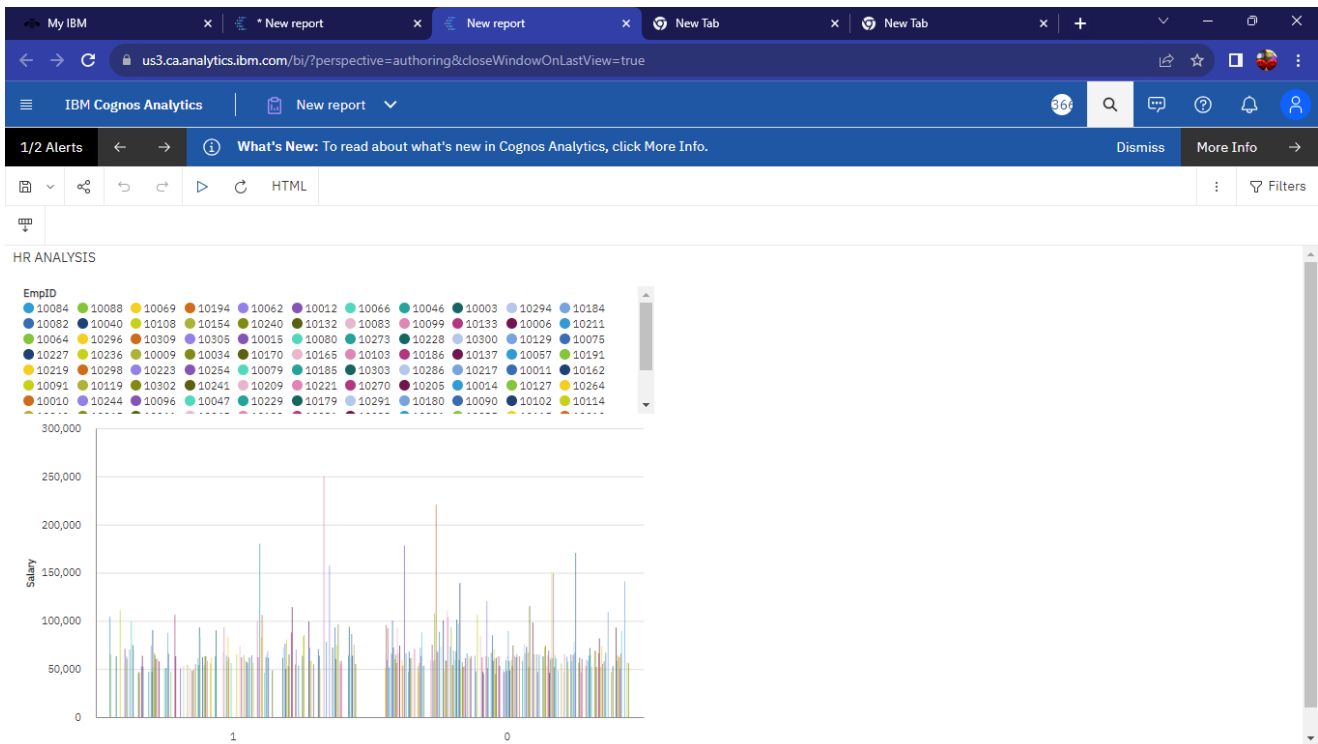 My IBM
* New report
New report
New Tab
New Tab
us3.ca.analytics.ibm.com/bi/?perspective=authoring&closeWindowOnLastView=true
IBM Cognos Analytics
New report
366
1/2 Alerts
What's New: To read about what's new in Cognos Analytics, click More Info.
Dismiss
More Info
HTML
Filters
HR ANALYSIS
EmpID
10084 10088 10069 10194 10062 10012 10066 10046 10003 10294 10184
10082 10040 10108 10154 10240 10132 10083 10099 10133 10006 10211
10064 10296 10309 10305 10015 10080 10273 10228 10300 10129 10075
10227 10236 10009 10034 10170 10165 10103 10186 10137 10057 10191
10219 10298 10223 10254 10079 10185 10303 10286 10217 10011 10162
10091 10119 10302 10241 10209 10221 10270 10205 10014 10127 10264
10010 10244 10096 10047 10229 10179 10291 10180 10090 10102 10114
300,000
250,000
200,000
150,000
100,000
50,000
0
Salary
1 0